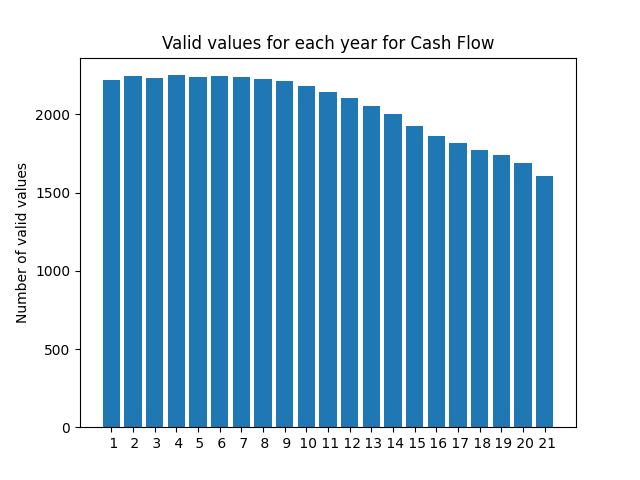 Valid values for each year for Cash Flow
Number of valid values
2000
1500
1000
500
0
1 2 3 4 5 6 7 8 9 10 11 12 13 14 15 16 17 18 19 20 21